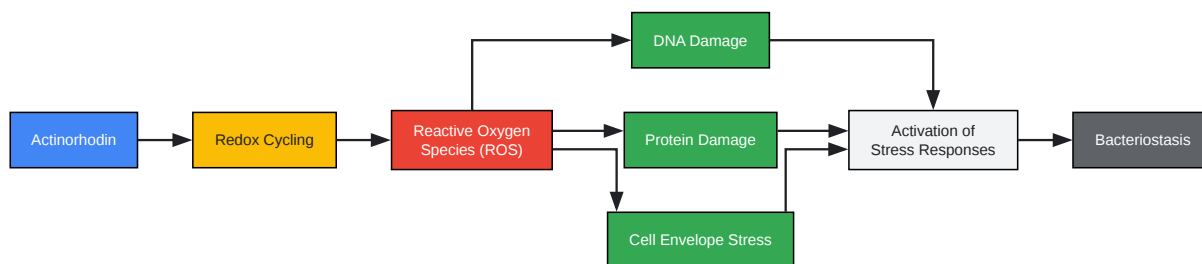 DNA Damage
Actinorhodin
Redox Cycling
Reactive Oxygen
Species (ROS)
Protein Damage
Activation of
Stress Responses
Bacteriostasis
Cell Envelope Stress